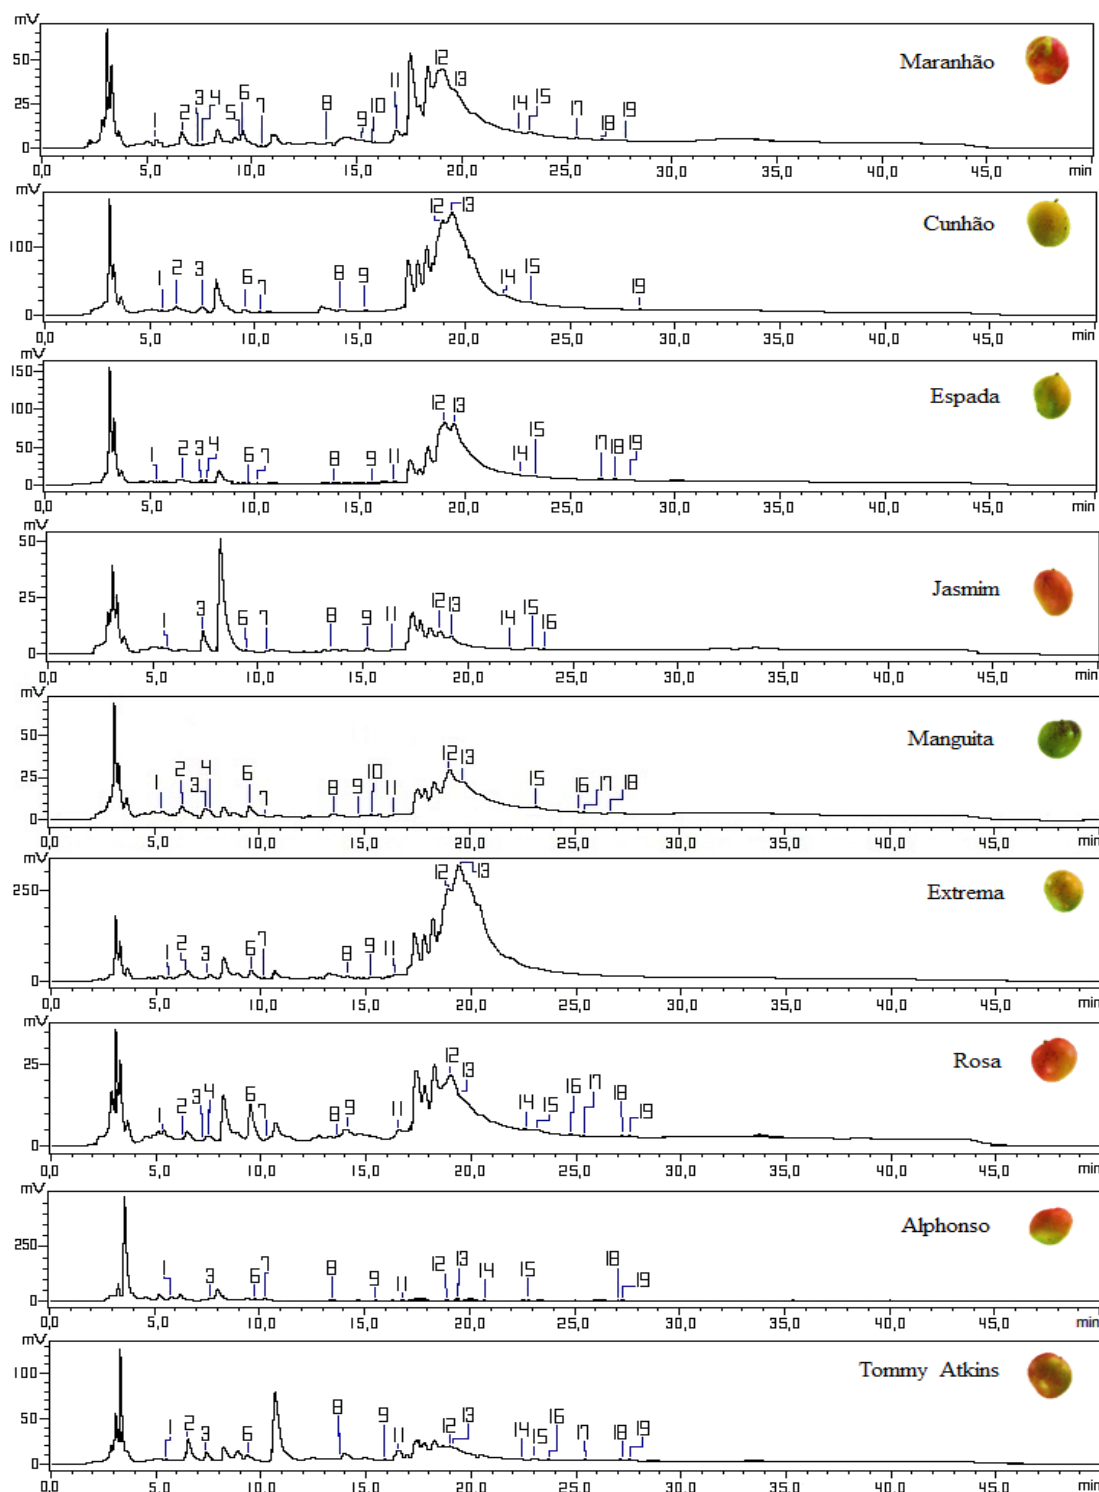 mV
Maranhão
50
25
0
1 2 3 4 5 6 7 8 9 10 11 12 13 14 15 17 18 19
0,0 5,0 10,0 15,0 20,0 25,0 30,0 35,0 40,0 45,0 min
mV
Cunhão
100
0
1 2 3 6 7 8 9 12 13 14 15 19
0,0 5,0 10,0 15,0 20,0 25,0 30,0 35,0 40,0 45,0 min
mV
Espada
150
100
50
0
1 2 3 4 6 7 8 9 11 12 13 14 15 17 18 19
0,0 5,0 10,0 15,0 20,0 25,0 30,0 35,0 40,0 45,0 min
mV
Jasmim
50
25
0
1 3 6 7 8 9 11 12 13 14 15 16
0,0 5,0 10,0 15,0 20,0 25,0 30,0 35,0 40,0 45,0 min
mV
Manguita
50
25
0
1 2 3 4 6 7 8 9 10 11 12 13 15 16 17 18
0,0 5,0 10,0 15,0 20,0 25,0 30,0 35,0 40,0 45,0 min
mV
Extrema
250
0
1 2 3 6 7 8 9 11 12 13
0,0 5,0 10,0 15,0 20,0 25,0 30,0 35,0 40,0 45,0 min
mV
Rosa
25
0
1 2 3 4 6 7 8 9 11 12 13 14 15 16 17 18 19
0,0 5,0 10,0 15,0 20,0 25,0 30,0 35,0 40,0 45,0 min
mV
Alphonso
250
0
1 3 6 7 8 9 11 12 13 14 15 18 19
0,0 5,0 10,0 15,0 20,0 25,0 30,0 35,0 40,0 45,0 min
mV
Tommy Atkins
100
50
0
1 2 3 6 8 9 11 12 13 14 15 16 17 18 19
0,0 5,0 10,0 15,0 20,0 25,0 30,0 35,0 40,0 45,0 min